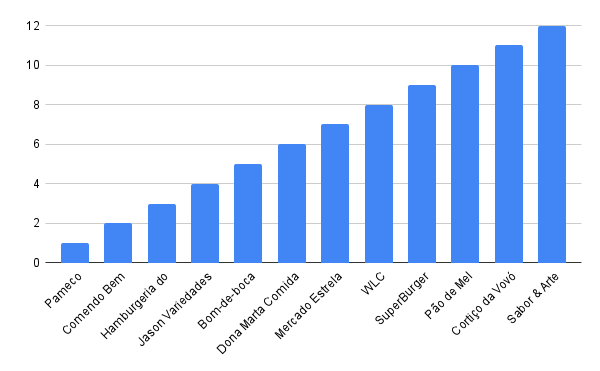 12
10
8
6
4
2
0
Pameco
Comendo Bem
Hamburgeria do
Jason Variedades
Bom-de-boca
Dona Marta Comida
Mercado Estrela
WLC
SuperBurger
Pão de Mel
Cortiço da Vovó
Sabor & Arte